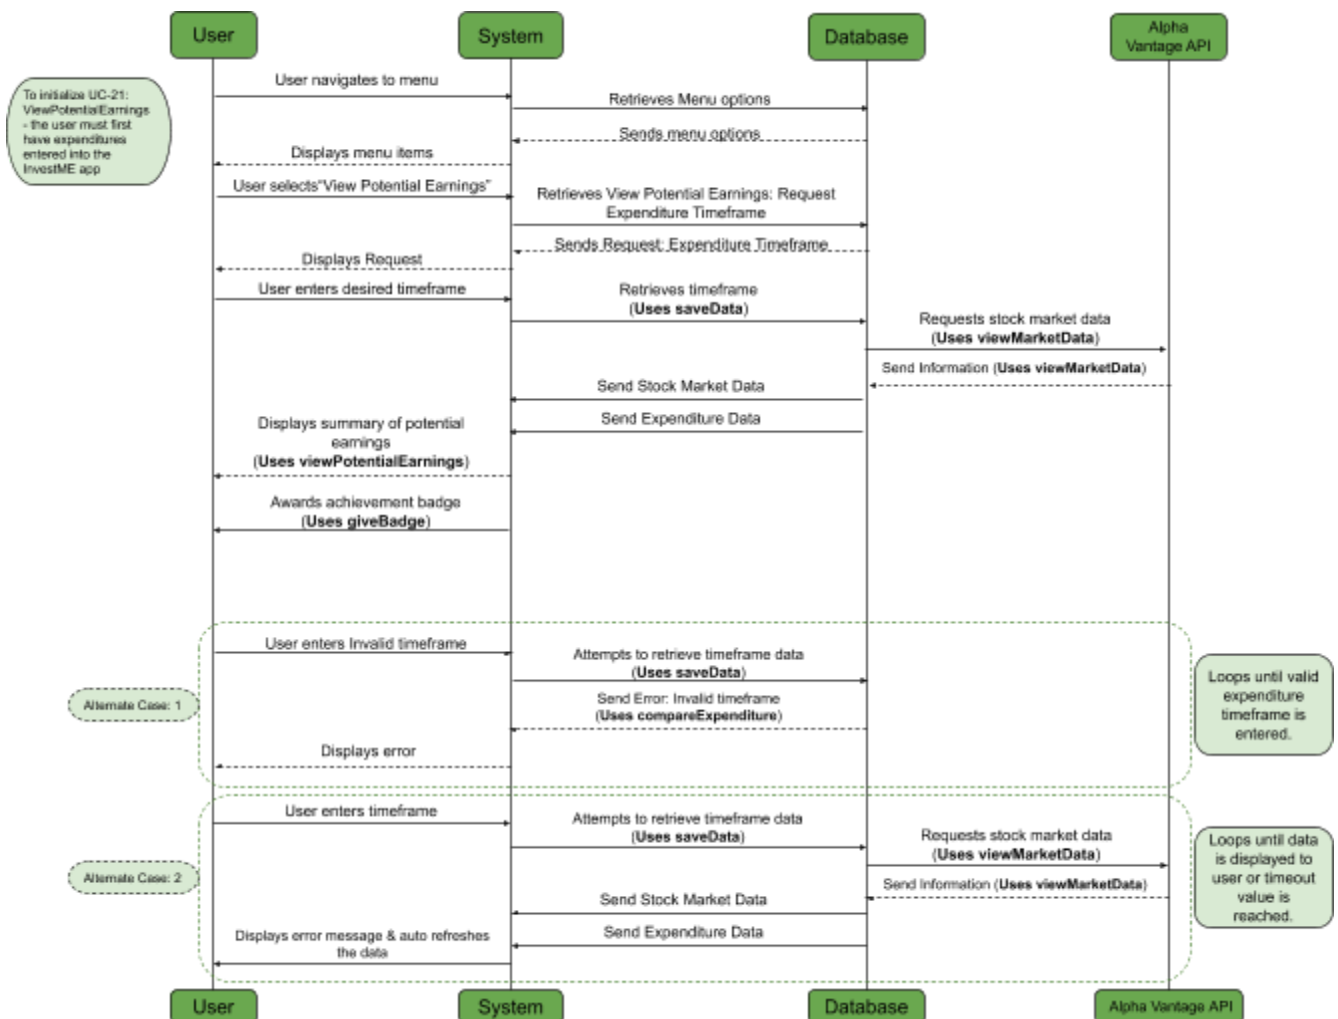 User
System
Database
Alpha
Vantage API
To initialize UC-21:
ViewPotentialEarnings
- the user must first
have expenditures
entered into the
InvestME app
User navigates to menu
Retrieves Menu options
Sends menu options
Displays menu items
User selects“View Potential Earnings”
Retrieves View Potential Earnings: Request
Expenditure Timeframe
Sends Request: Expenditure Timeframe
Displays Request
User enters desired timeframe
Retrieves timeframe
(Uses saveData)
Requests stock market data
(Uses viewMarketData)
Send Information (Uses viewMarketData)
Send Stock Market Data
Send Expenditure Data
Displays summary of potential
earnings
(Uses viewPotentialEarnings)
Awards achievement badge
(Uses giveBadge)
Alternate Case: 1
User enters Invalid timeframe
Attempts to retrieve timeframe data
(Uses saveData)
Send Error: Invalid timeframe
(Uses compareExpenditure)
Displays error
Loops until valid
expenditure
timeframe is
entered.
Alternate Case: 2
User enters timeframe
Attempts to retrieve timeframe data
(Uses saveData)
Requests stock market data
(Uses viewMarketData)
Send Information (Uses viewMarketData)
Send Stock Market Data
Send Expenditure Data
Displays error message & auto refreshes
the data
Loops until data
is displayed to
user or timeout
value is
reached.
User
System
Database
Alpha Vantage API